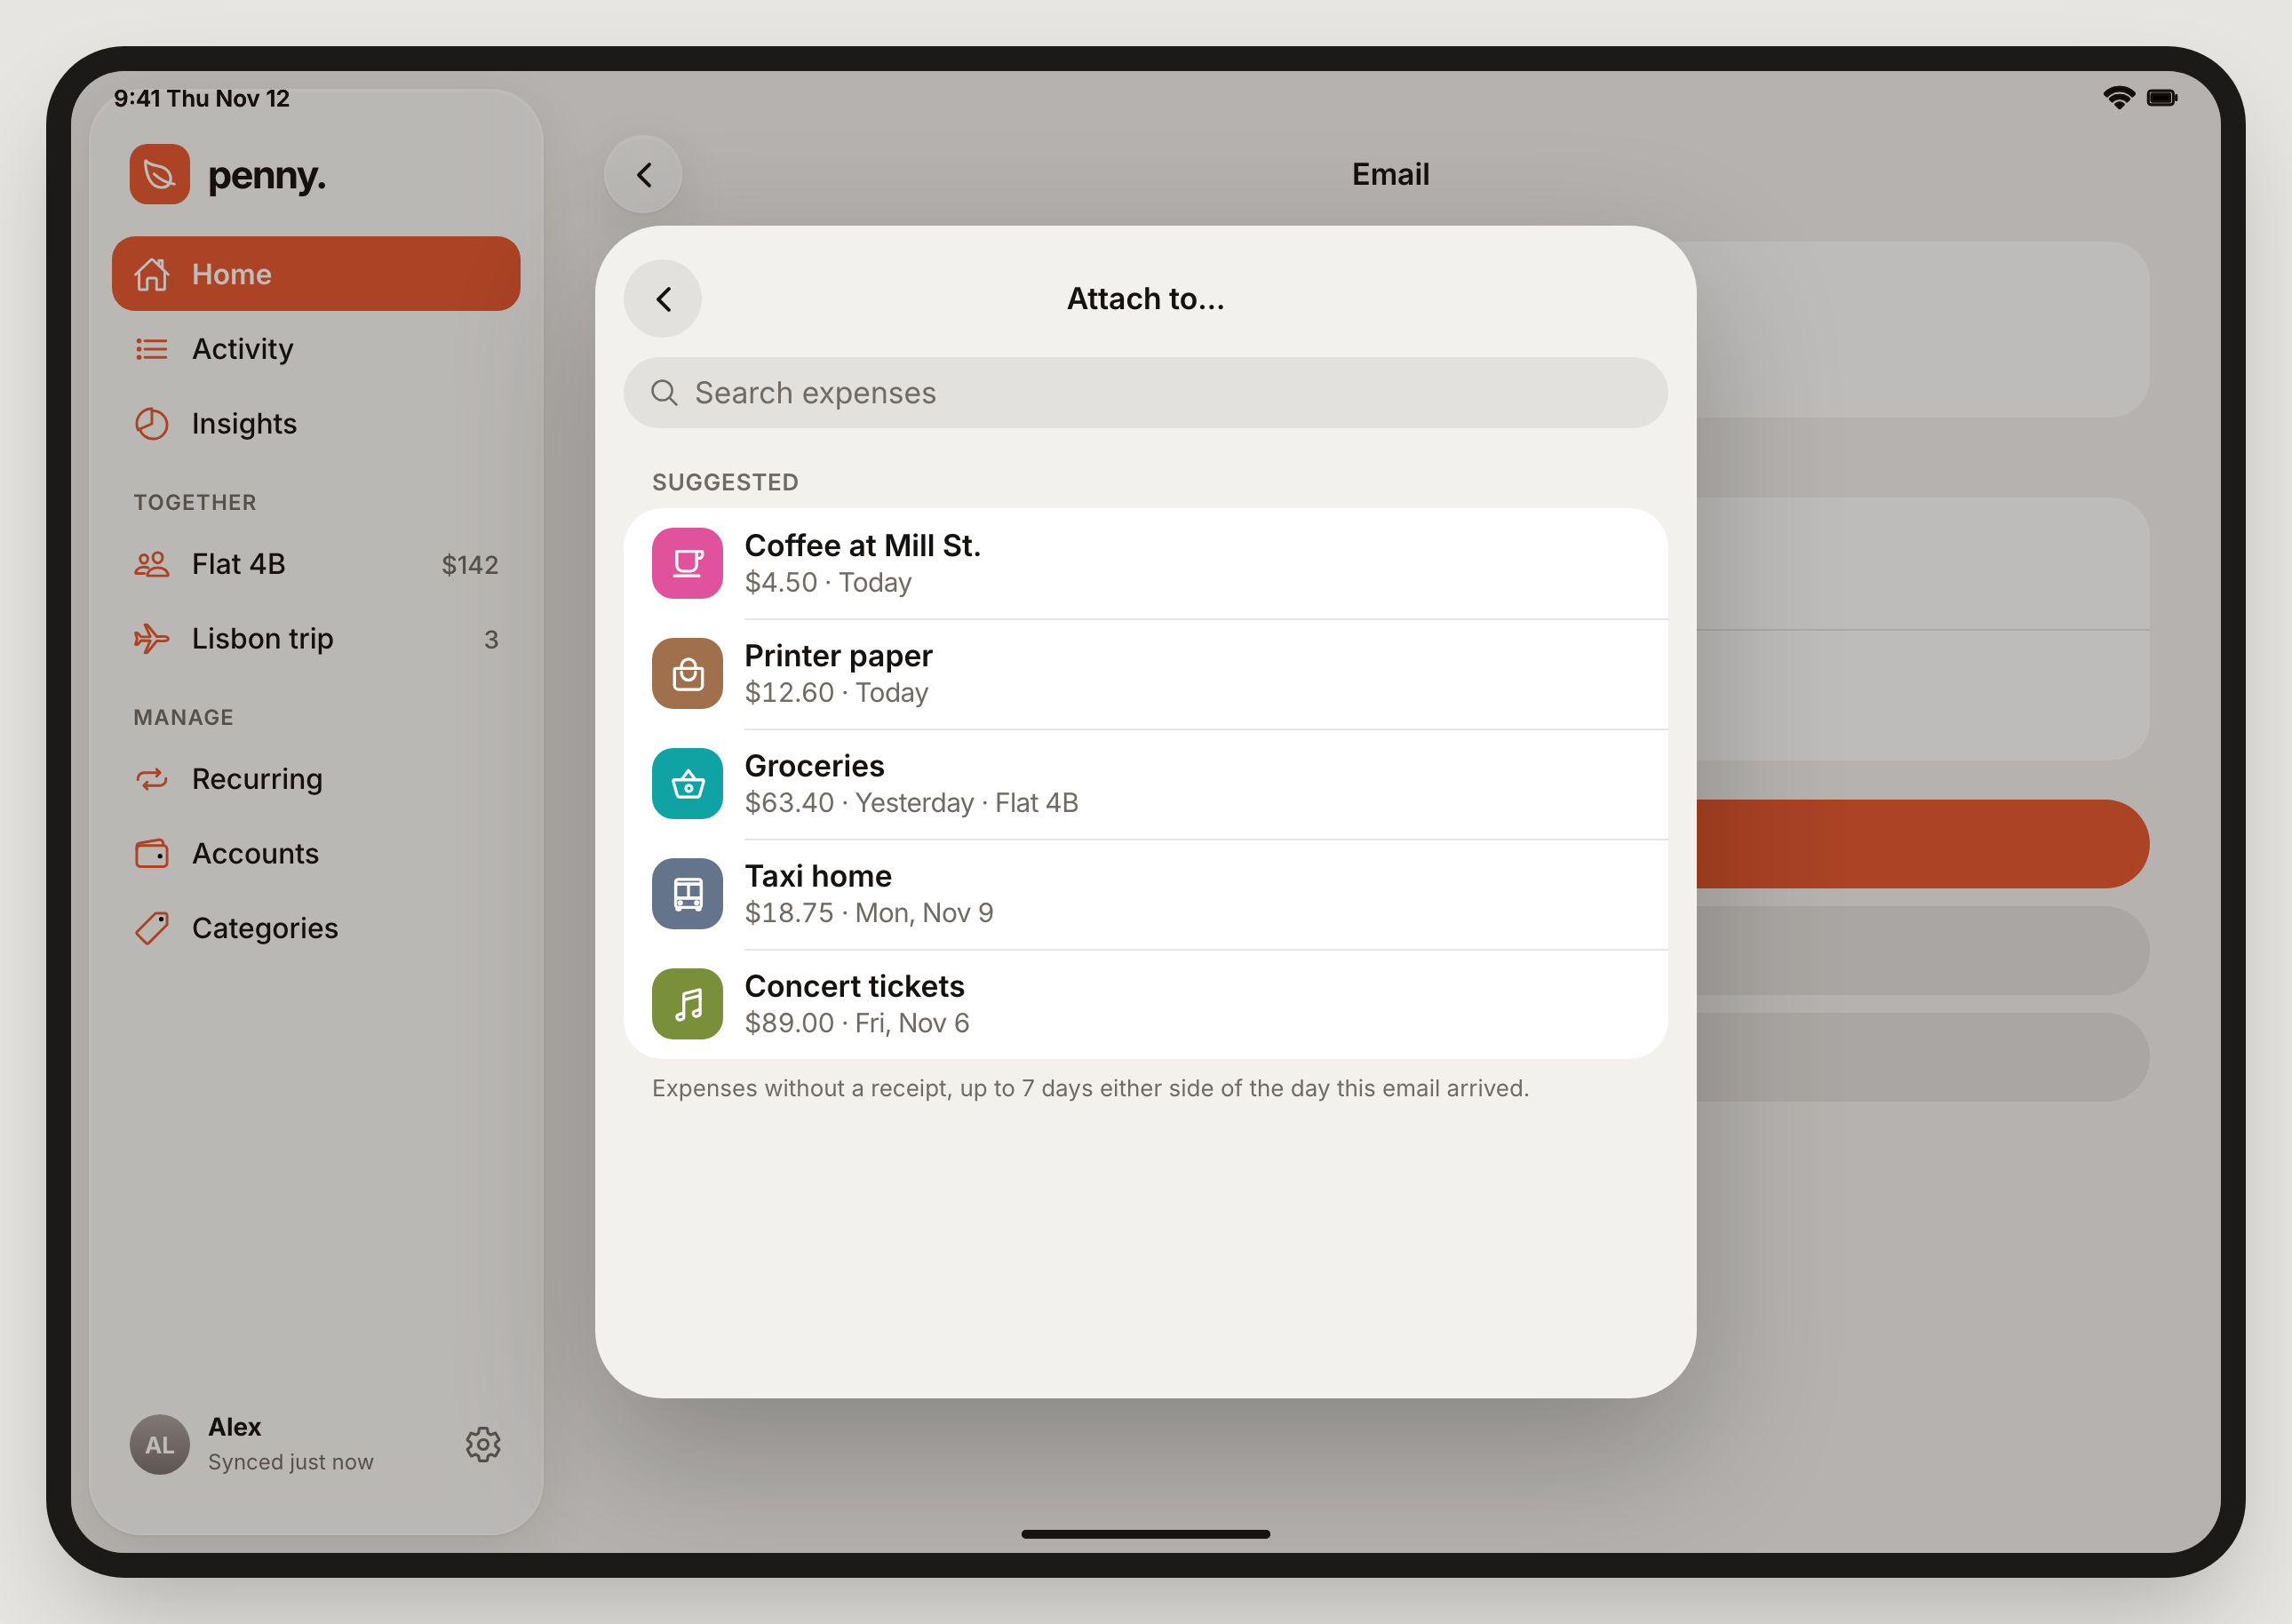 9:41 Thu Nov 12
penny.
Home
Activity
Insights
TOGETHER
Flat 4B $142
Lisbon trip 3
MANAGE
Recurring
Accounts
Categories
AL
Alex
Synced just now
Email
Attach to...
Search expenses
SUGGESTED
Coffee at Mill St.
$4.50 · Today
Printer paper
$12.60 · Today
Groceries
$63.40 · Yesterday · Flat 4B
Taxi home
$18.75 · Mon, Nov 9
Concert tickets
$89.00 · Fri, Nov 6
Expenses without a receipt, up to 7 days either side of the day this email arrived.